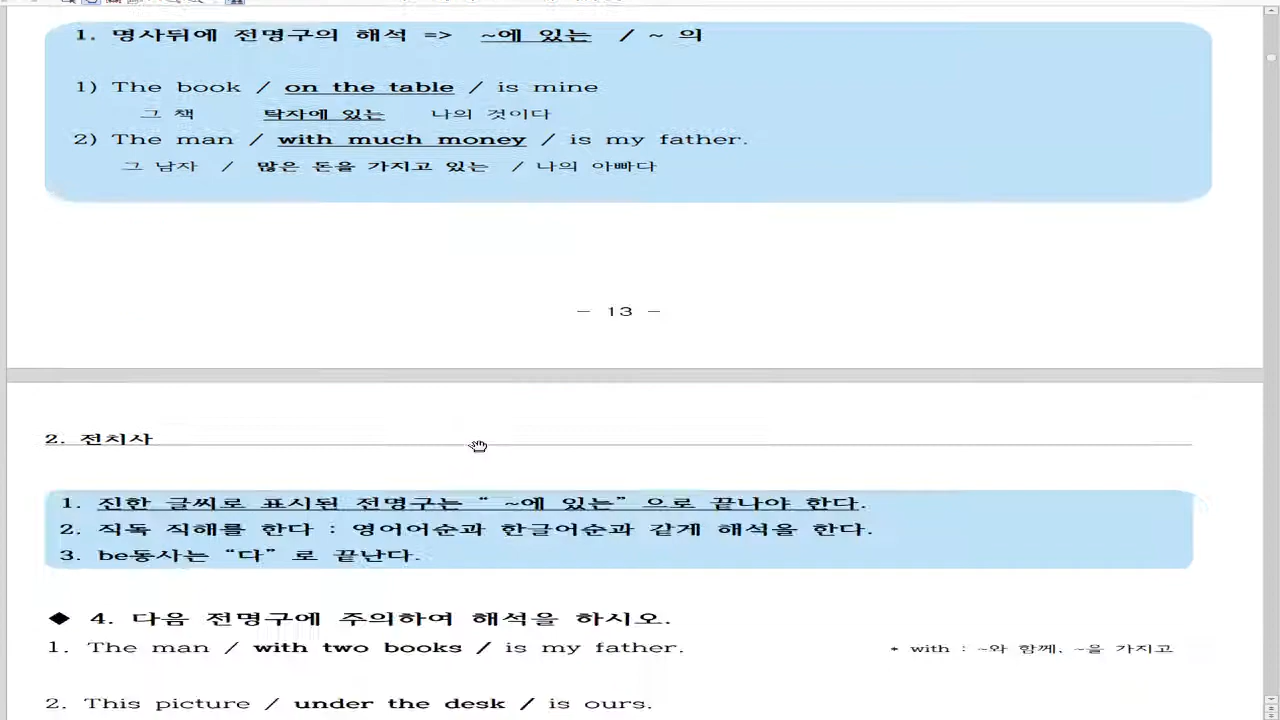 1. 명사뒤에 전명구의 해석 => ~에 있는 / ~ 의
1) The book / on the table / is mine
그 책 탁자에 있는 나의 것이다
2) The man / with much money / is my father.
그 남자 / 많은 돈을 가지고 있는 / 나의 아빠다
- 13 -
2. 전치사
1. 진한 글씨로 표시된 전명구는“ ~에 있는”으로 끝나야 한다.
2. 직독 직해를 한다 : 영어어순과 한글어순과 같게 해석을 한다.
3. be동사는 “다”로 끝난다.
◆ 4. 다음 전명구에 주의하여 해석을 하시오.
1. The man / with two books / is my father. * with : ~와 함께, ~을 가지고
2. This picture / under the desk / is ours.